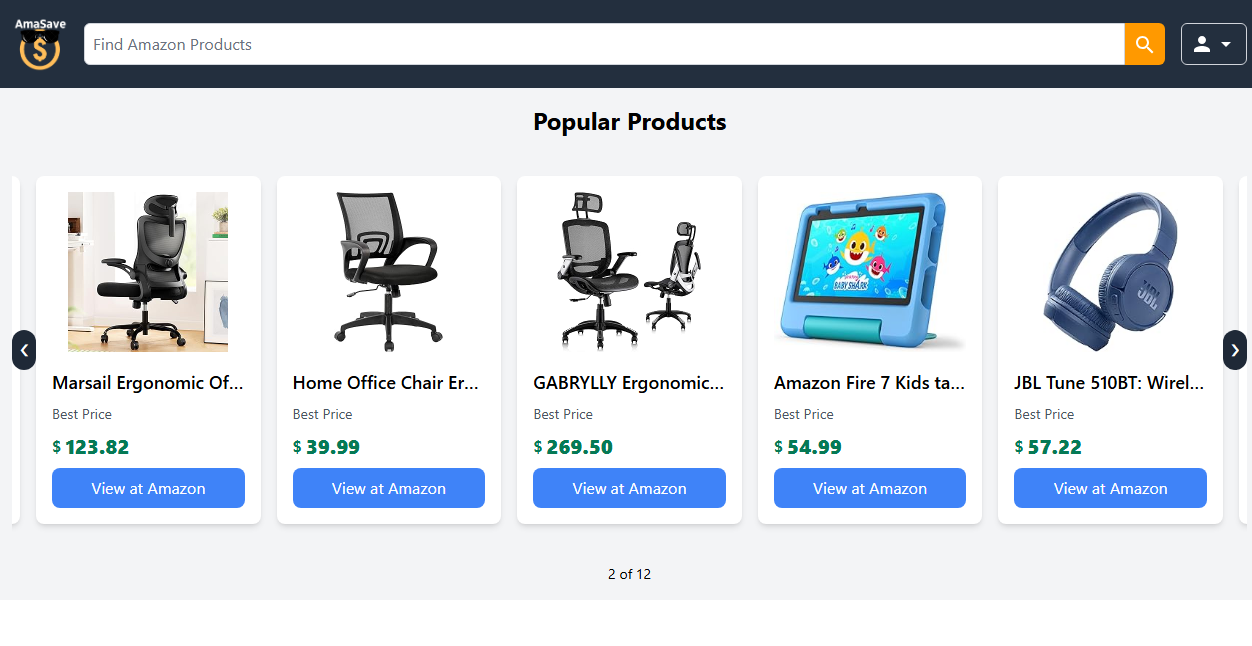 AmaSave
$
Find Amazon Products
Popular Products
BABY SHARK
JBL
Marsail Ergonomic Of...
Home Office Chair Er...
GABRYLLY Ergonomic...
Amazon Fire 7 Kids ta...
JBL Tune 510BT: Wirel...
Best Price
Best Price
Best Price
Best Price
Best Price
$ 123.82
$ 39.99
$ 269.50
$ 54.99
$ 57.22
View at Amazon
View at Amazon
View at Amazon
View at Amazon
View at Amazon
2 of 12